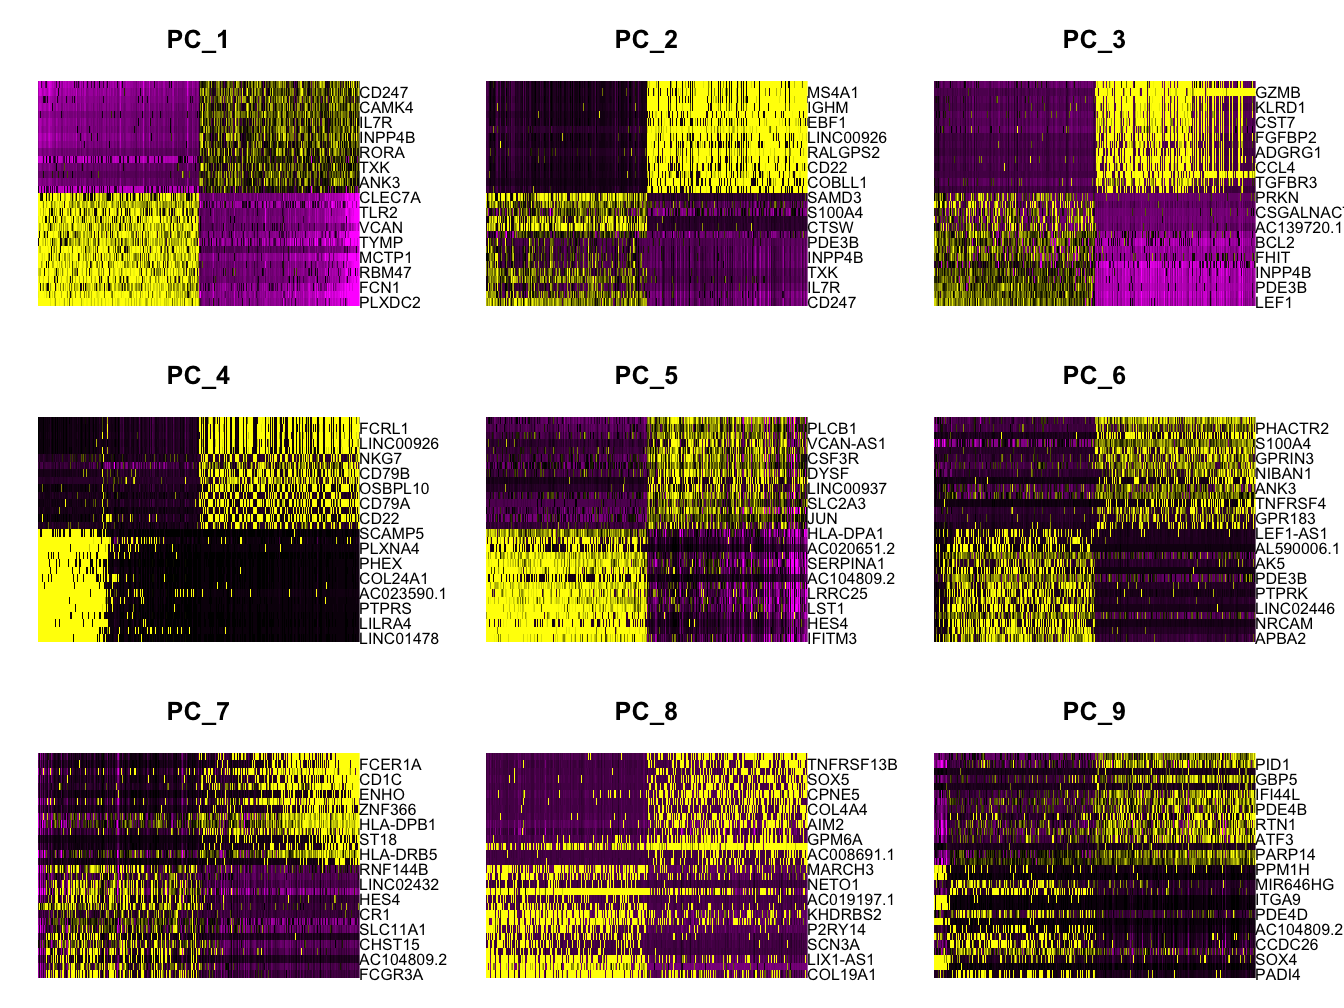 PC_1
CD247
CAMK4
IL7R
INPP4B
RORA
TXK
ANK3
CLEC7A
TLR2
VCAN
TYMP
MCTP1
RBM47
FCN1
PLXDC2
PC_2
MS4A1
IGHM
EBF1
LINC00926
RALGPS2
CD22
COBLL1
SAMD3
S100A4
CTSW
PDE3B
INPP4B
TXK
IL7R
CD247
PC_3
GZMB
KLRD1
CST7
FGFBP2
ADGRG1
CCL4
TGFBR3
PRKN
CSGALNACT
AC139720.1
BCL2
FHIT
INPP4B
PDE3B
LEF1
PC_4
FCRL1
LINC00926
NKG7
CD79B
OSBPL10
CD79A
CD22
SCAMP5
PLXNA4
PHEX
COL24A1
AC023590.1
PTPRS
LILRA4
LINC01478
PC_5
PLCB1
VCAN-AS1
CSF3R
DYSF
LINC00937
SLC2A3
JUN
HLA-DPA1
AC020651.2
SERPINA1
AC104809.2
LRRC25
LST1
HES4
IFITM3
PC_6
PHACTR2
S100A4
GPRIN3
NIBAN1
ANK3
TNFRSF4
GPR183
LEF1-AS1
AL590006.1
AK5
PDE3B
PTPRK
LINC02446
NRCAM
APBA2
PC_7
FCER1A
CD1C
ENHO
ZNF366
HLA-DPB1
ST18
HLA-DRB5
RNF144B
LINC02432
HES4
CR1
SLC11A1
CHST15
AC104809.2
FCGR3A
PC_8
TNFRSF13B
SOX5
CPNE5
COL4A4
AIM2
GPM6A
AC008691.1
MARCH3
NETO1
AC019197.1
KHDRBS2
P2RY14
SCN3A
LIX1-AS1
COL19A1
PC_9
PID1
GBP5
IFI44L
PDE4B
RTN1
ATF3
PARP14
PPM1H
MIR646HG
ITGA9
PDE4D
AC104809.2
CCDC26
SOX4
PADI4